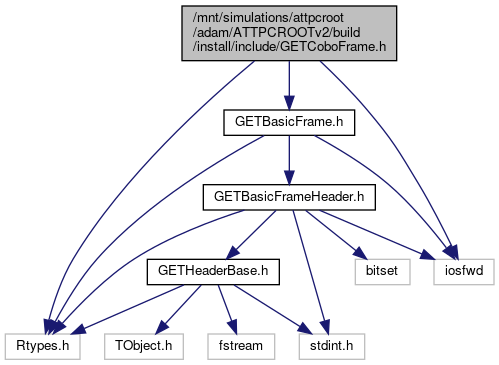 /mnt/simulations/attpcroot
/adam/ATTPCROOTv2/build
/install/include/GETCoboFrame.h
GETBasicFrame.h
GETBasicFrameHeader.h
GETHeaderBase.h
bitset
iosfwd
Rtypes.h
TObject.h
fstream
stdint.h